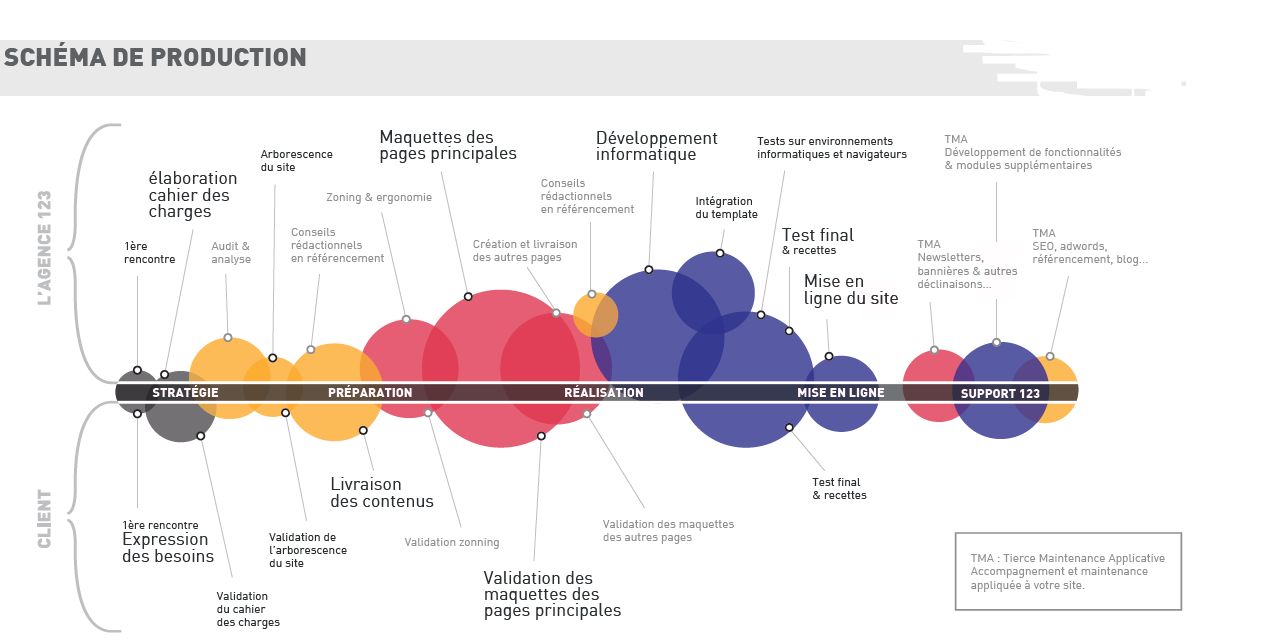 SCHÉMA DE PRODUCTION
L'AGENCE 123
1ère
rencontre
élaboration
cahier des
charges
Audit &
analyse
Arborescence
du site
Conseils
rédactionnels
en référencement
Zoning & ergonomie
Maquettes des
pages principales
Création et livraison
des autres pages
Conseils
rédactionnels
en référencement
Développement
informatique
Intégration
du template
Tests sur environnements
informatiques et navigateurs
Test final
& recettes
Mise en
ligne du site
TMA
Newsletters,
bannières & autres
déclinaisons...
TMA
Développement de fonctionnalités
& modules supplémentaires
TMA
SEO, adwords,
référencement, blog...
STRATÉGIE
PRÉPARATION
RÉALISATION
MISE EN LIGNE
SUPPORT 123
CLIENT
1ère rencontre
Expression
des besoins
Validation
du cahier
des charges
Validation de
l'arborescence
du site
Livraison
des contenus
Validation zonning
Validation des
maquettes des
pages principales
Validation des maquettes
des autres pages
Test final
& recettes
TMA : Tierce Maintenance Applicative
Accompagnement et maintenance
appliquée à votre site.